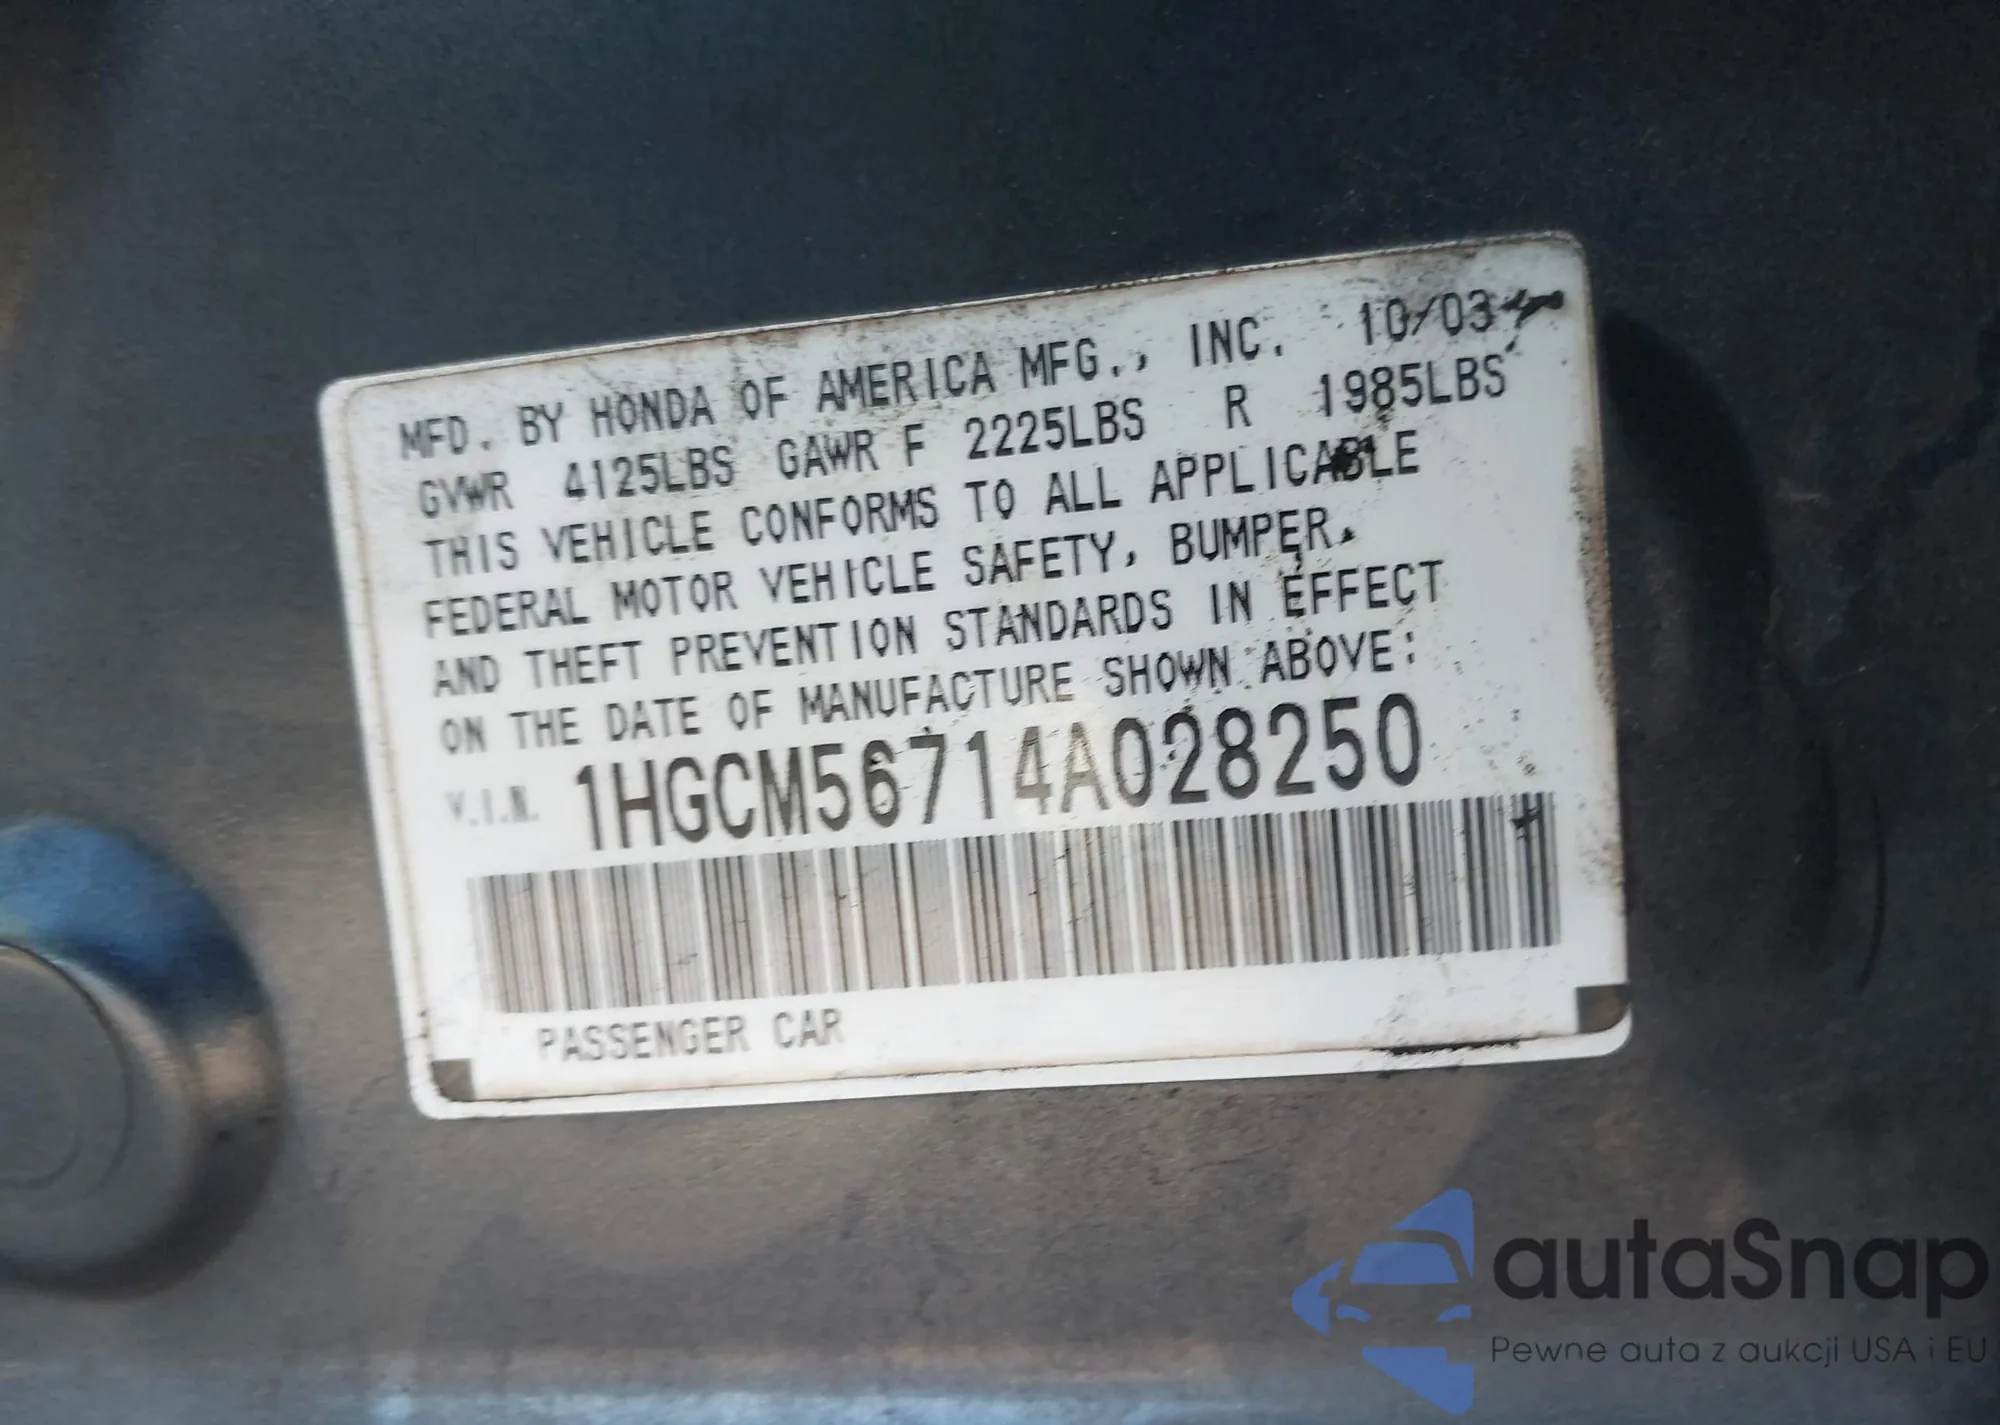 MFD. BY HONDA OF AMERICA MFG., INC. 10/03
GVWR 4125LBS GAWR F 2225LBS R 1985LBS
THIS VEHICLE CONFORMS TO ALL APPLICABLE
FEDERAL MOTOR VEHICLE SAFETY, BUMPER,
AND THEFT PREVENTION STANDARDS IN EFFECT
ON THE DATE OF MANUFACTURE SHOWN ABOVE:
V.I.N. 1HGCM56714A028250
PASSENGER CAR
autaSnap
Pewne auta z aukcji USA i EU